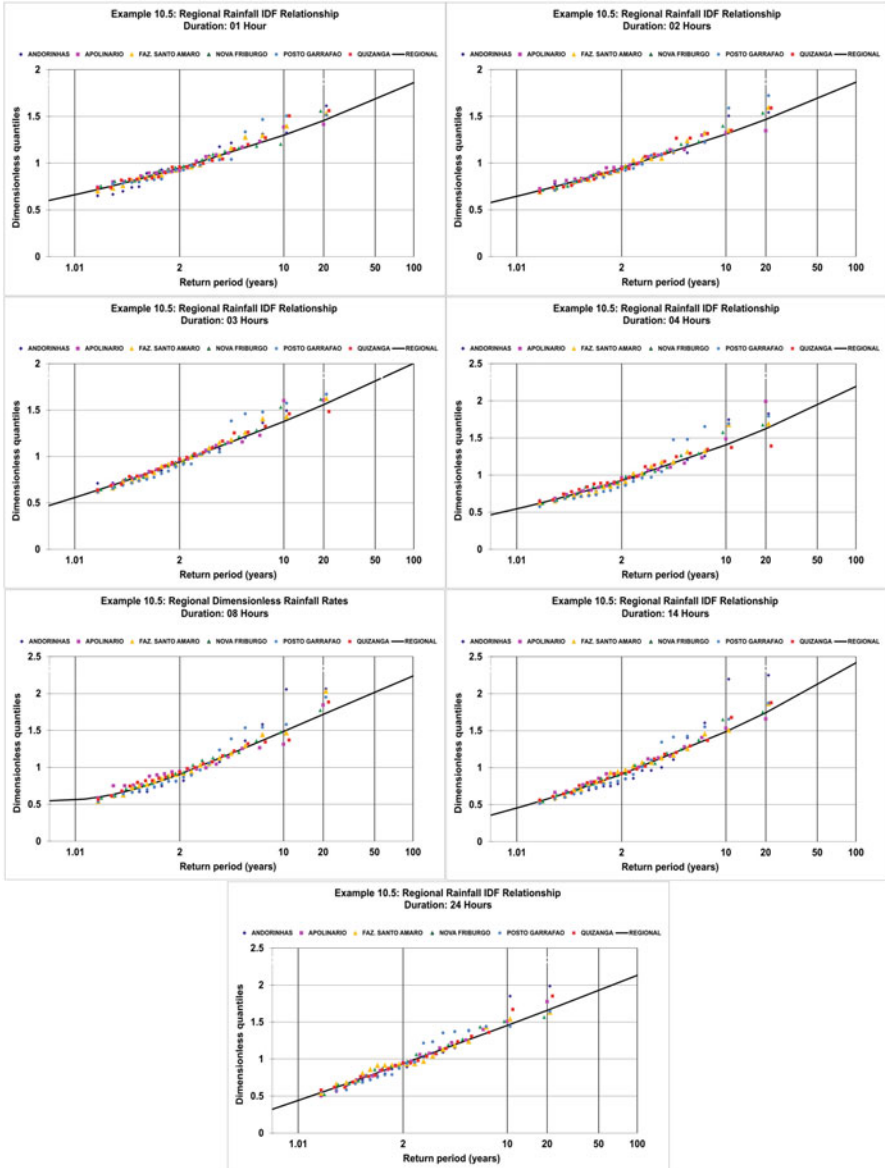 Example 10.5: Regional Rainfall IDF Relationship
Duration: 01 Hour
ANDORINHAS APOLINARIO FAZ. SANTO AMARO NOVA FRIBURGO POSTO GARRAFAO QUIZANGA REGIONAL
Dimensionless quantiles
2
1.5
1
0.5
0
1.01 2 10 20 50 100
Return period (years)
Example 10.5: Regional Rainfall IDF Relationship
Duration: 02 Hours
ANDORINHAS APOLINARIO FAZ. SANTO AMARO NOVA FRIBURGO POSTO GARRAFAO QUIZANGA REGIONAL
Dimensionless quantiles
2
1.5
1
0.5
0
1.01 2 10 20 50 100
Return period (years)
Example 10.5: Regional Rainfall IDF Relationship
Duration: 03 Hours
ANDORINHAS APOLINARIO FAZ. SANTO AMARO NOVA FRIBURGO POSTO GARRAFAO QUIZANGA REGIONAL
Dimensionless quantiles
2
1.5
1
0.5
0
1.01 2 10 20 50 100
Return period (years)
Example 10.5: Regional Rainfall IDF Relationship
Duration: 04 Hours
ANDORINHAS APOLINARIO FAZ. SANTO AMARO NOVA FRIBURGO POSTO GARRAFAO QUIZANGA REGIONAL
Dimensionless quantiles
2.5
2
1.5
1
0.5
0
1.01 2 10 20 50 100
Return period (years)
Example 10.5: Regional Dimensionless Rainfall Rates
Duration: 08 Hours
ANDORINHAS APOLINARIO FAZ. SANTO AMARO NOVA FRIBURGO POSTO GARRAFAO QUIZANGA REGIONAL
Dimensionless quantiles
2.5
2
1.5
1
0.5
0
1.01 2 10 20 50 100
Return period (years)
Example 10.5: Regional Rainfall IDF Relationship
Duration: 14 Hours
ANDORINHAS APOLINARIO FAZ. SANTO AMARO NOVA FRIBURGO POSTO GARRAFAO QUIZANGA REGIONAL
Dimensionless quantiles
2.5
2
1.5
1
0.5
0
1.01 2 10 20 50 100
Return period (years)
Example 10.5: Regional Rainfall IDF Relationship
Duration: 24 Hours
ANDORINHAS APOLINARIO FAZ. SANTO AMARO NOVA FRIBURGO POSTO GARRAFAO QUIZANGA REGIONAL
Dimensionless quantiles
2.5
2
1.5
1
0.5
0
1.01 2 10 20 50 100
Return period (years)